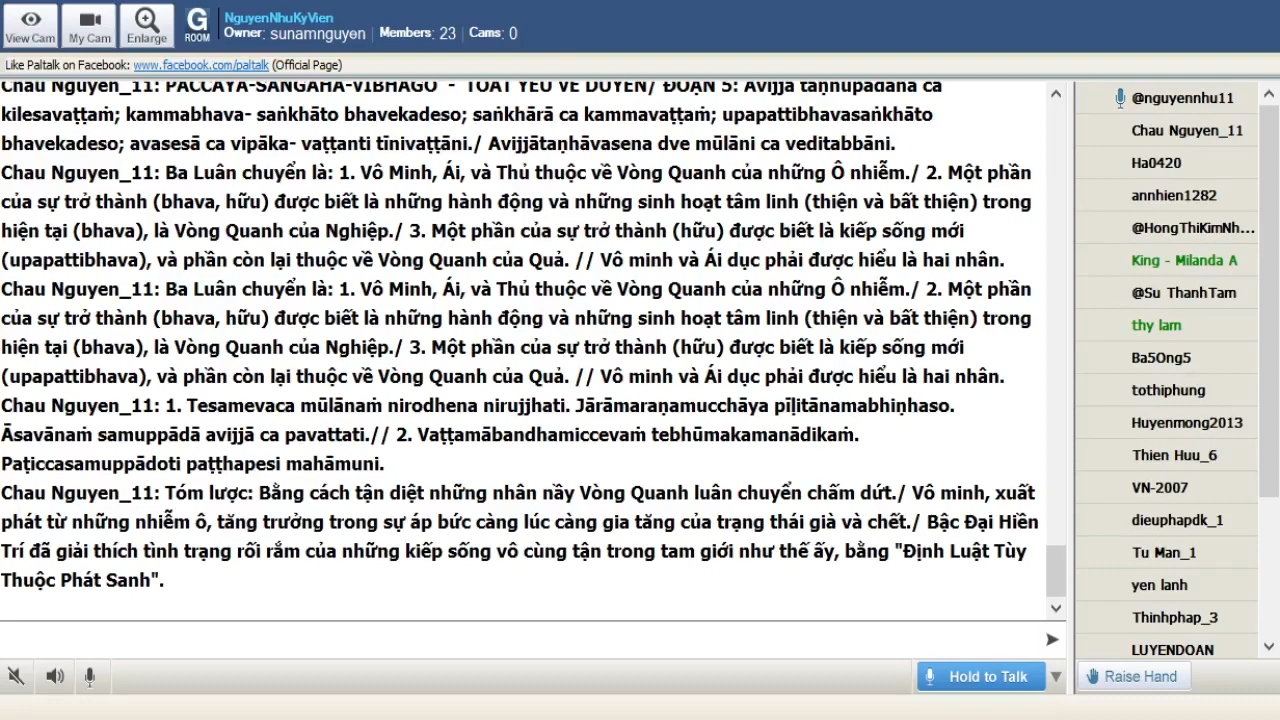 NguyenNhuKyVien
Owner: sunamnguyen | Members: 23 | Cams: 0
View Cam
My Cam
Enlarge
G
ROOM
Like Paltalk on Facebook: www.facebook.com/paltalk (Official Page)
Chau Nguyen_11: PACCAYA-SANGAHA-VIBHAGO - TOÁT YẾU VỀ DUYÊN/ ĐOẠN 5: Avijjā taṇhupādānā ca
kilesavaṭṭaṁ; kammabhava- saṅkhāto bhavekadeso; saṅkhārā ca kammavaṭṭaṁ; upapattibhavasaṅkhāto
bhavekadeso; avasesā ca vipāka- vaṭṭanti tīnivaṭṭāni./ Avijjātaṇhāvasena dve mūlāni ca veditabbāni.
Chau Nguyen_11: Ba Luân chuyển là: 1. Vô Minh, Ái, và Thủ thuộc về Vòng Quanh của những Ô nhiễm./ 2. Một phần
của sự trở thành (bhava, hữu) được biết là những hành động và những sinh hoạt tâm linh (thiện và bất thiện) trong
hiện tại (bhava), là Vòng Quanh của Nghiệp./ 3. Một phần của sự trở thành (hữu) được biết là kiếp sống mới
(upapattibhava), và phần còn lại thuộc về Vòng Quanh của Quả. // Vô minh và Ái dục phải được hiểu là hai nhân.
Chau Nguyen_11: Ba Luân chuyển là: 1. Vô Minh, Ái, và Thủ thuộc về Vòng Quanh của những Ô nhiễm./ 2. Một phần
của sự trở thành (bhava, hữu) được biết là những hành động và những sinh hoạt tâm linh (thiện và bất thiện) trong
hiện tại (bhava), là Vòng Quanh của Nghiệp./ 3. Một phần của sự trở thành (hữu) được biết là kiếp sống mới
(upapattibhava), và phần còn lại thuộc về Vòng Quanh của Quả. // Vô minh và Ái dục phải được hiểu là hai nhân.
Chau Nguyen_11: 1. Tesamevaca mūlānaṁ nirodhena nirujjhati. Jārāmaraṇamucchāya pīḷitānamabhiṇhaso.
Āsavānaṁ samuppādā avijjā ca pavattati.// 2. Vaṭṭamābandhamiccevaṁ tebhūmakamanādikaṁ.
Paṭiccasamuppādoti paṭṭhapesi mahāmuni.
Chau Nguyen_11: Tóm lược: Bằng cách tận diệt những nhân nầy Vòng Quanh luân chuyển chấm dứt./ Vô minh, xuất
phát từ những nhiễm ô, tăng trưởng trong sự áp bức càng lúc càng gia tăng của trạng thái già và chết./ Bậc Đại Hiền
Trí đã giải thích tình trạng rối rắm của những kiếp sống vô cùng tận trong tam giới như thế ấy, bằng "Định Luật Tùy
Thuộc Phát Sanh".
@nguyennhu11
Chau Nguyen_11
Ha0420
annhien1282
@HongThiKimNh...
King - Milanda A
@Su ThanhTam
thy lam
Ba5Ong5
tothiphung
Huyenmong2013
Thien Huu_6
VN-2007
dieuphapdk_1
Tu Man_1
yen lanh
Thinhphap_3
LUYENDOAN
Hold to Talk
Raise Hand